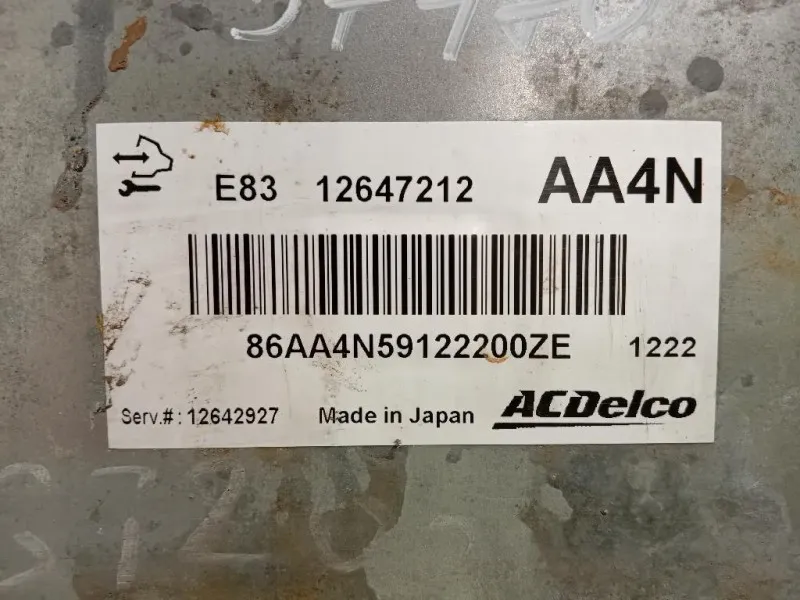 E83 12647212 AA4N
86AA4N59122200ZE 1222
Serv.#: 12642927 Made in Japan ACDelco